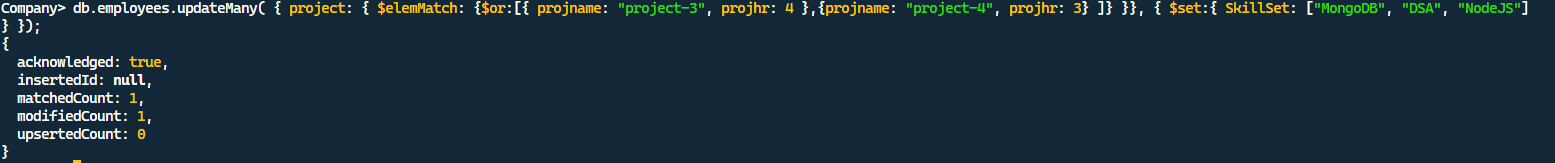 Company> db.employees.updateMany( { project: { $elemMatch: {$or:[{ projname: "project-3", projhr: 4 },{projname: "project-4", projhr: 3} ]} }}, { $set:{ SkillSet: ["MongoDB", "DSA", "NodeJS"]
} });
{
  acknowledged: true,
  insertedId: null,
  matchedCount: 1,
  modifiedCount: 1,
  upsertedCount: 0
}